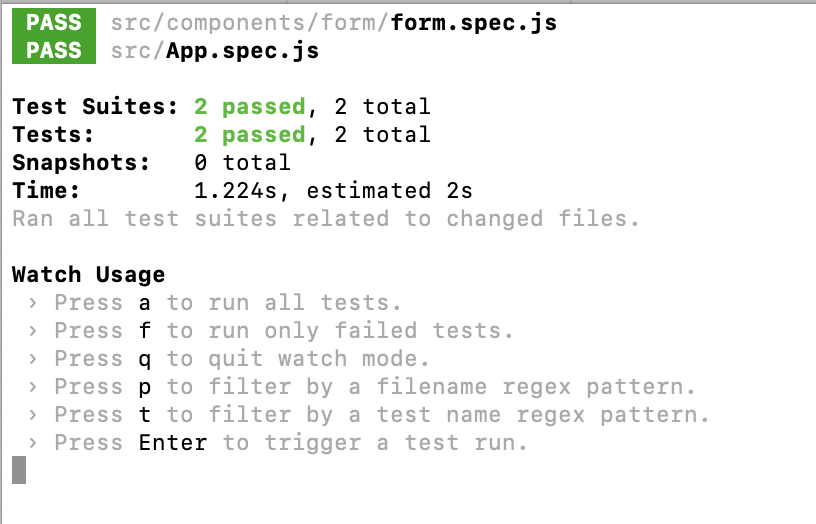 PASS src/components/form/form.spec.js
PASS src/App.spec.js
Test Suites: 2 passed, 2 total
Tests: 2 passed, 2 total
Snapshots: 0 total
Time: 1.224s, estimated 2s
Ran all test suites related to changed files.
Watch Usage
› Press a to run all tests.
› Press f to run only failed tests.
› Press q to quit watch mode.
› Press p to filter by a filename regex pattern.
› Press t to filter by a test name regex pattern.
› Press Enter to trigger a test run.